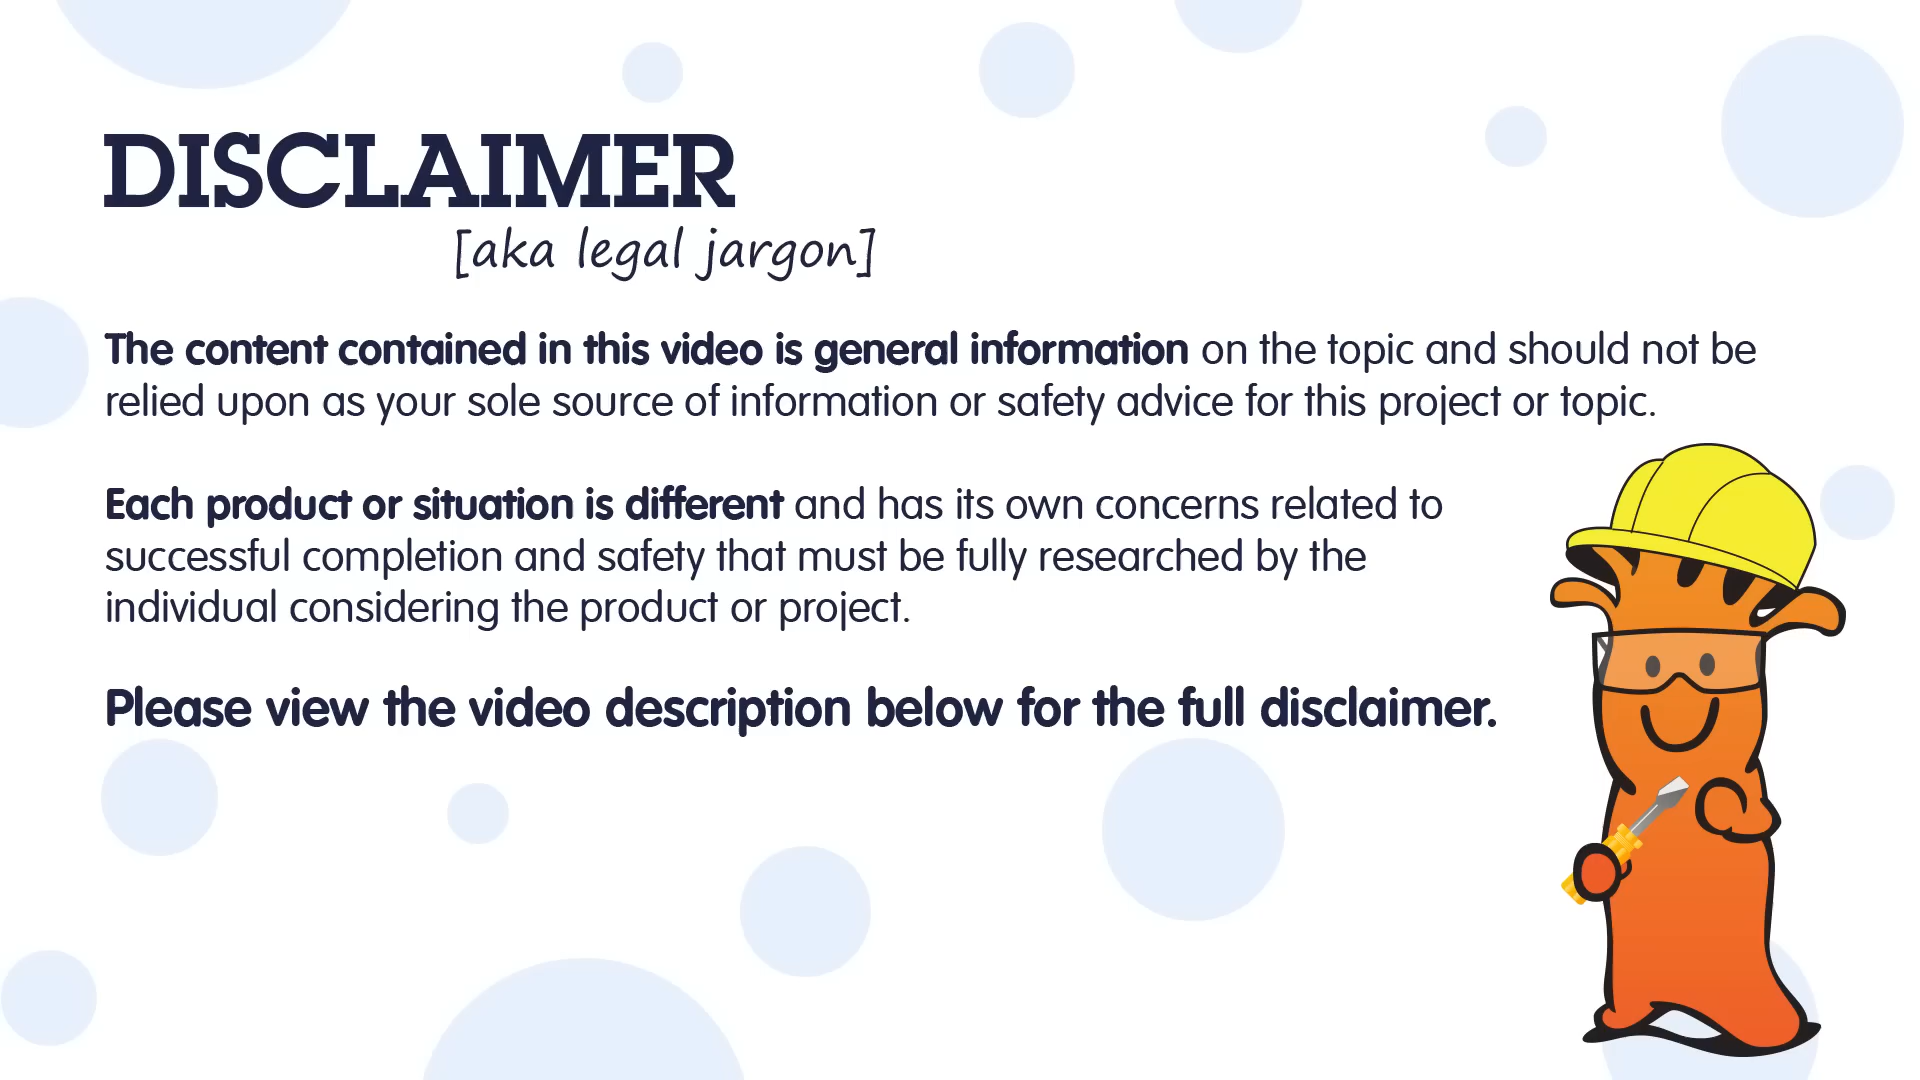 DISCLAIMER
[aka legal jargon]
The content contained in this video is general information on the topic and should not be
relied upon as your sole source of information or safety advice for this project or topic.
Each product or situation is different and has its own concerns related to
successful completion and safety that must be fully researched by the
individual considering the product or project.
Please view the video description below for the full disclaimer.